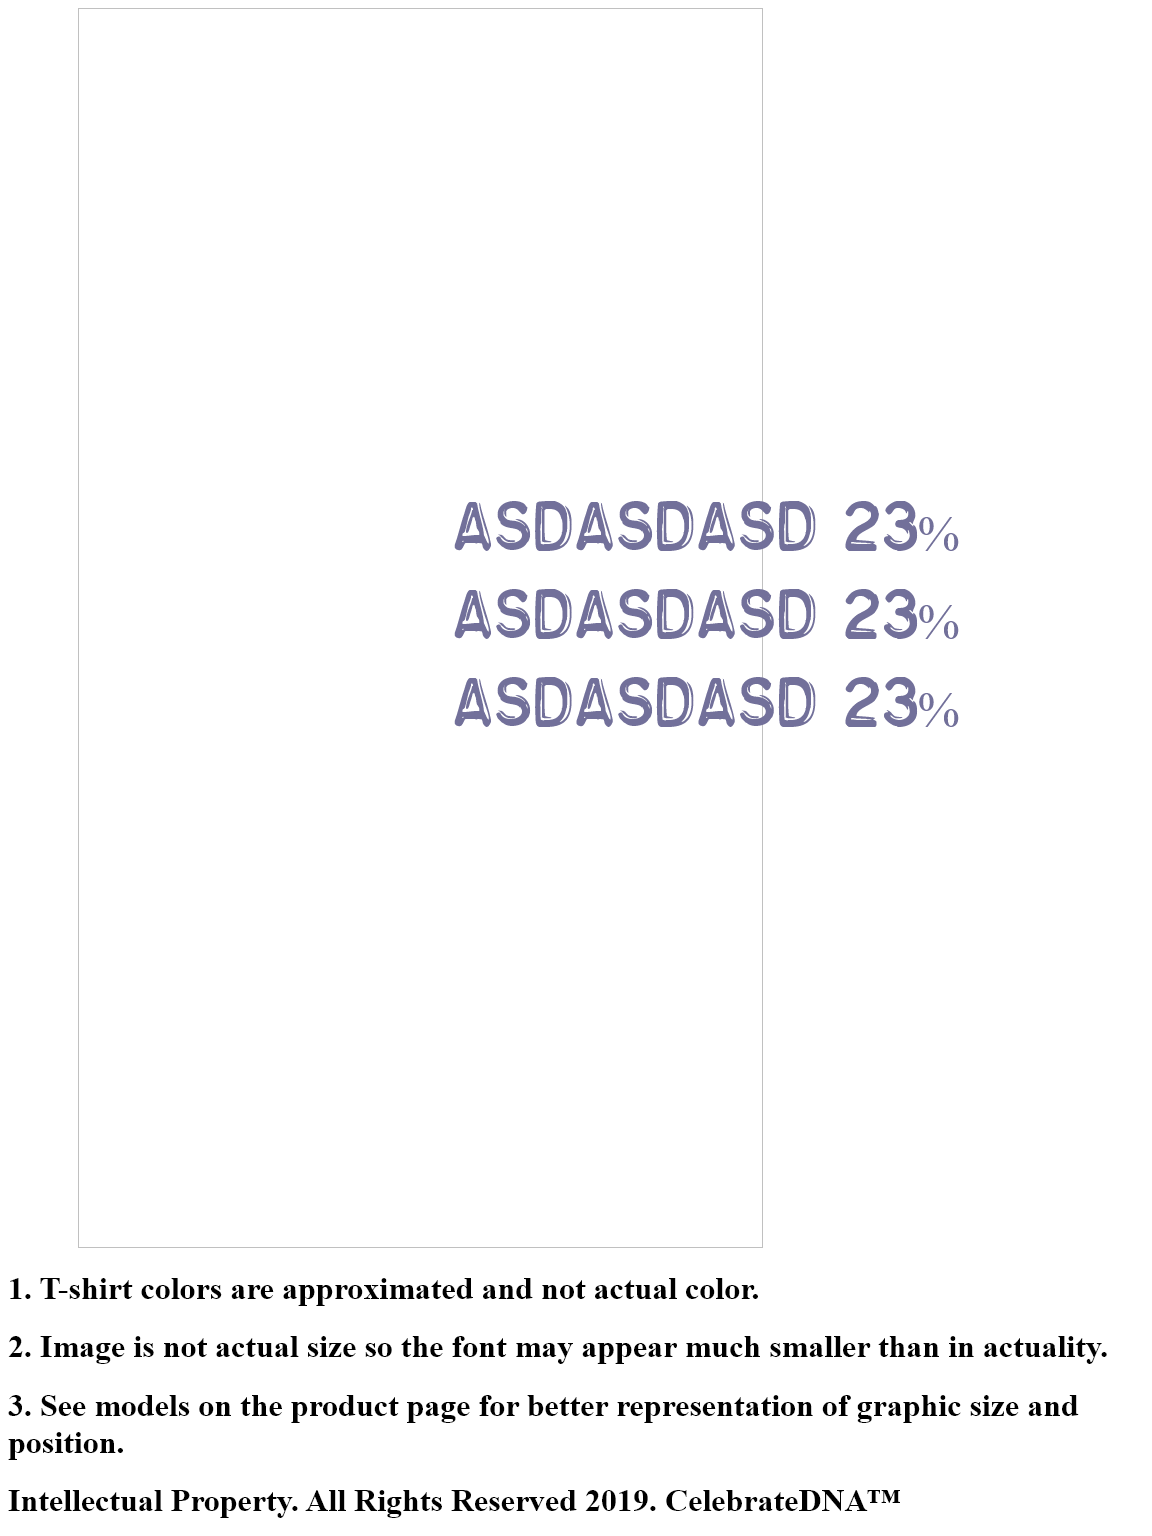 ASDASDASD 23%
ASDASDASD 23%
ASDASDASD 23%
1. T-shirt colors are approximated and not actual color.
2. Image is not actual size so the font may appear much smaller than in actuality.
3. See models on the product page for better representation of graphic size and
position.
Intellectual Property. All Rights Reserved 2019. CelebrateDNA™